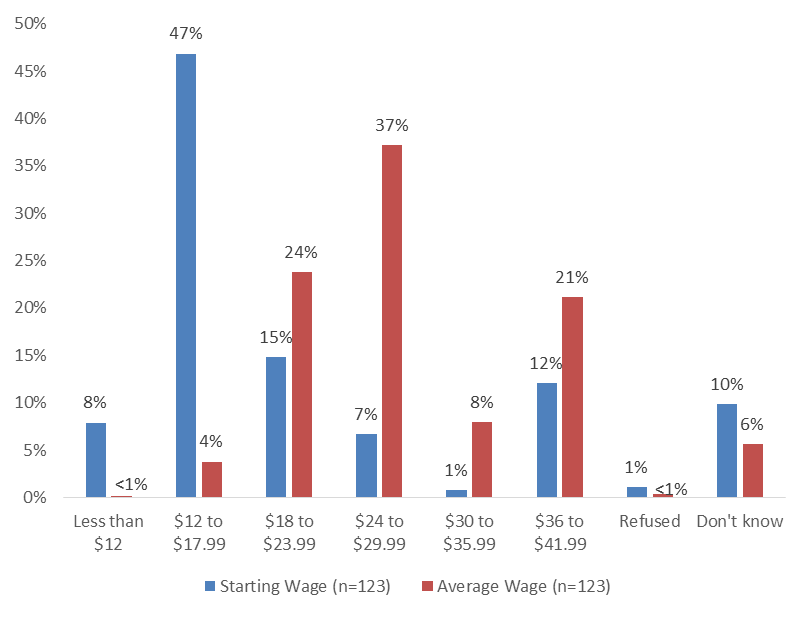 50%
47%
45%
40%
37%
35%
30%
25%
24%
21%
20%
15%
15%
12%
10%
10%
8%
8%
7%
6%
5%
4%
1%
1%
<1%
<1%
0%
Less than $12
$12 to $17.99
$18 to $23.99
$24 to $29.99
$30 to $35.99
$36 to $41.99
Refused
Don't know
Starting Wage (n=123)
Average Wage (n=123)